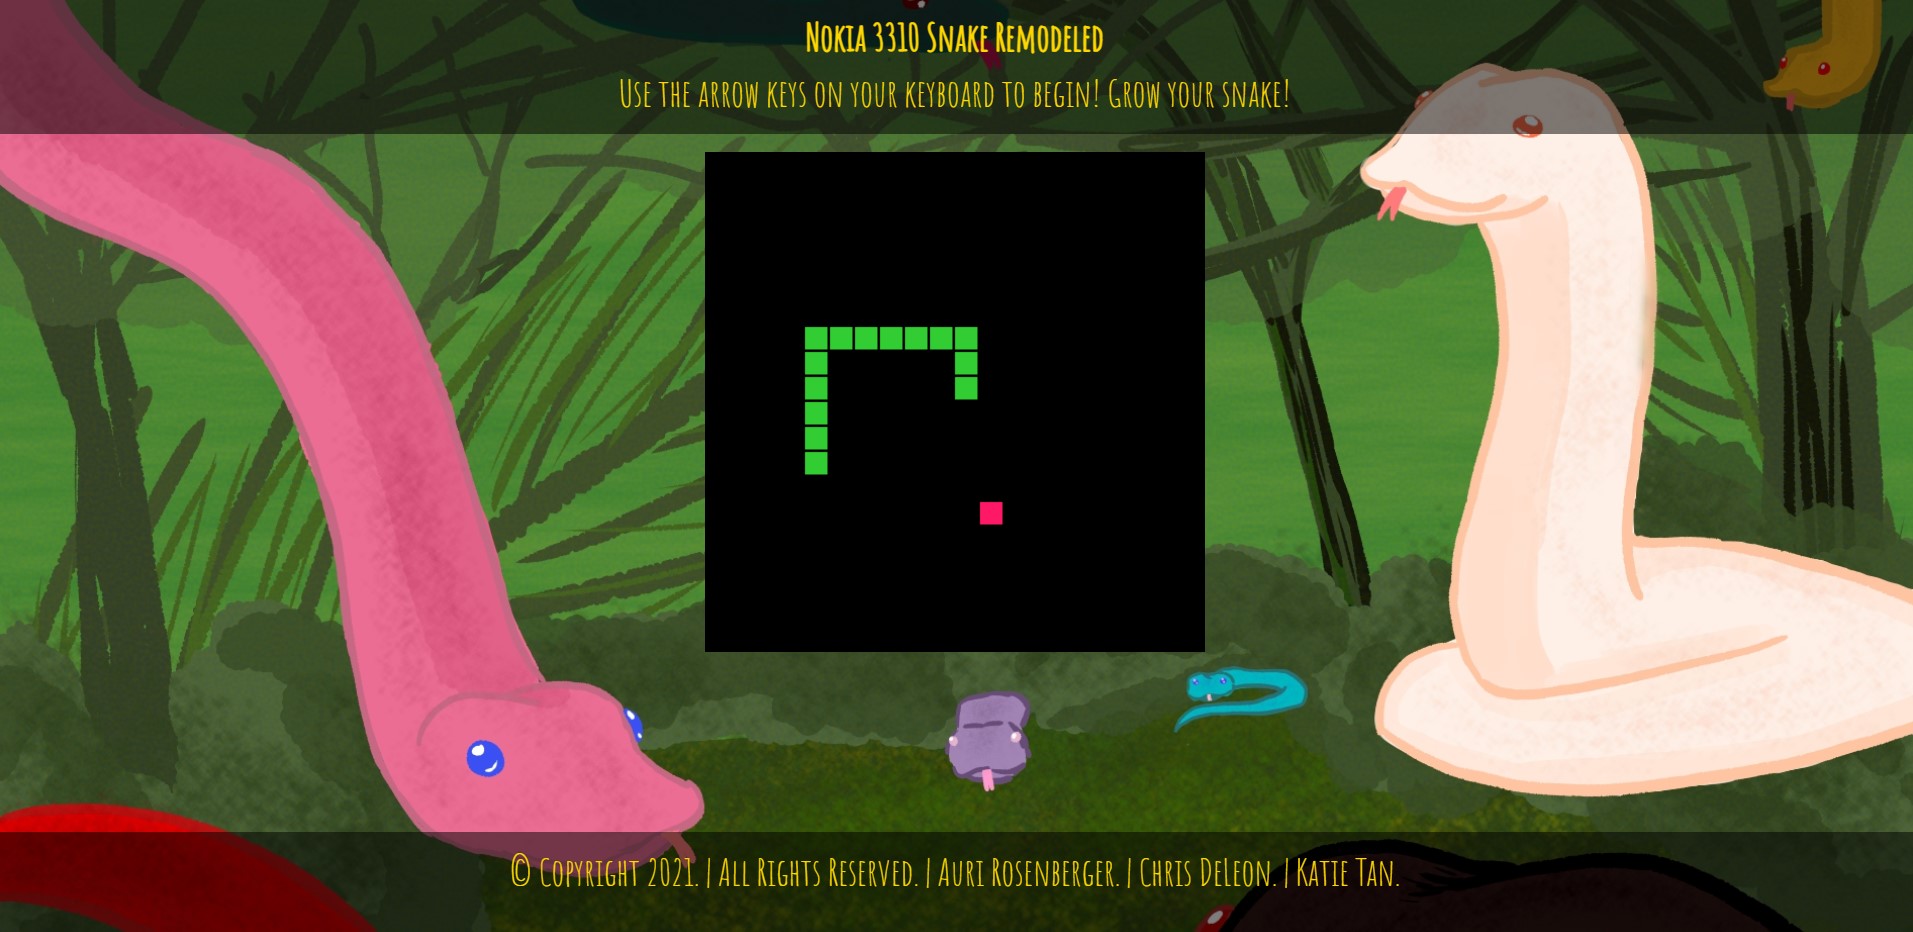 Nokia 3310 Snake Remodeled
Use the arrow keys on your keyboard to begin! Grow your snake!
© Copyright 2021. | All Rights Reserved. | Auri Rosenberger. | Chris DeLeon. | Katie Tan.